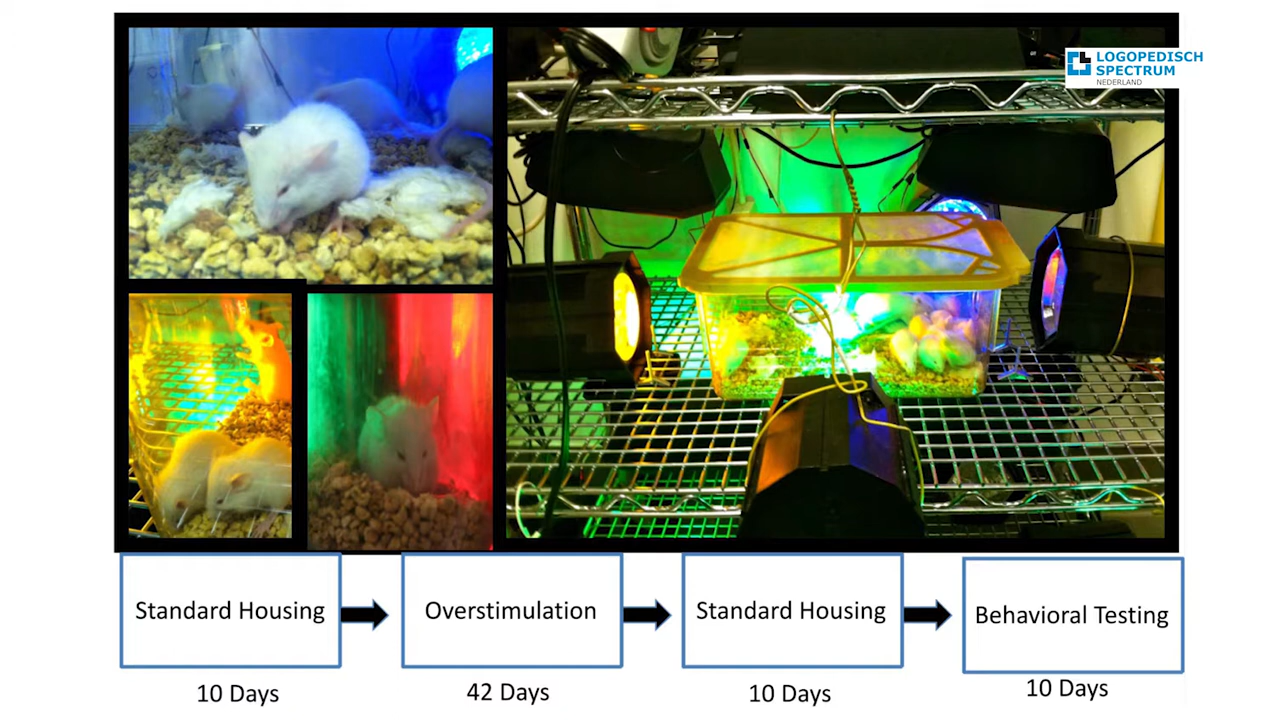 LOGOPEDISCH
SPECTRUM
NEDERLAND
Standard Housing
Overstimulation
Standard Housing
Behavioral Testing
10 Days
42 Days
10 Days
10 Days